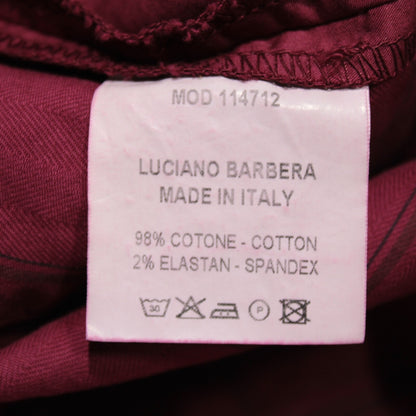 MOD 114712
LUCIANO BARBERA
MADE IN ITALY
98% COTONE - COTTON
2% ELASTAN - SPANDEX
30 P